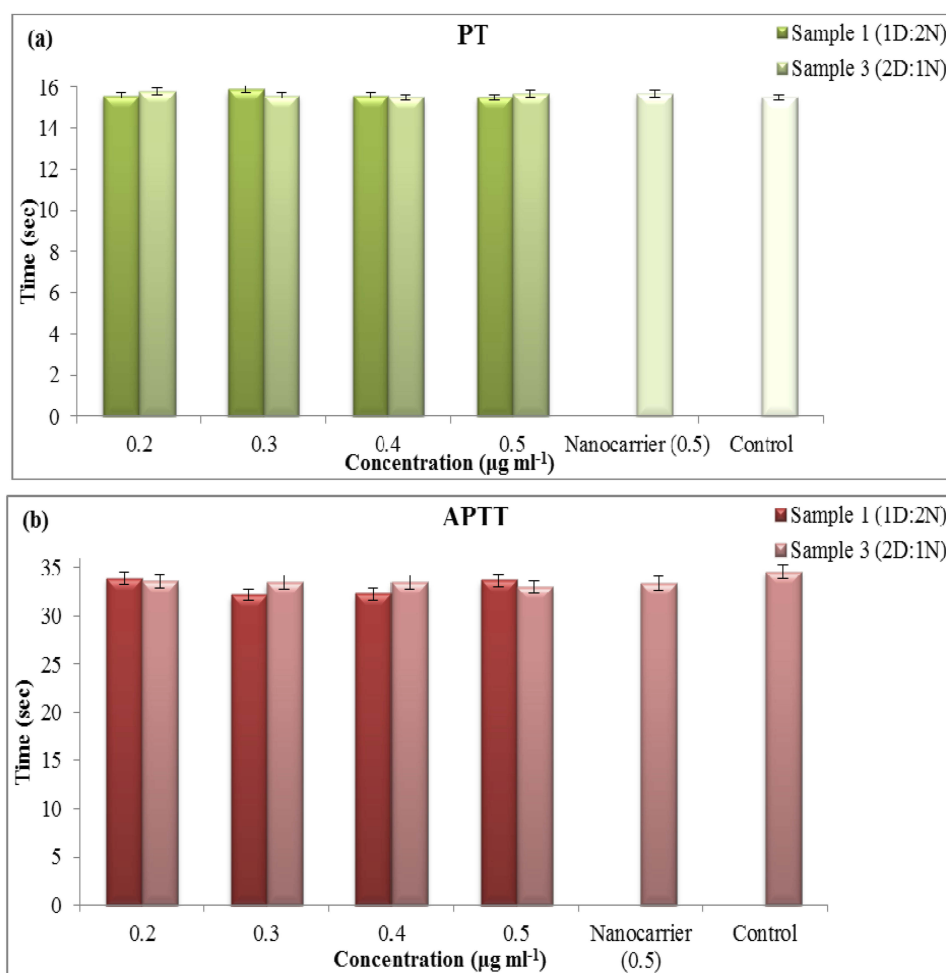 (a)
PT
Sample 1 (1D:2N)
Sample 3 (2D:1N)
Time (sec)
16
14
12
10
8
6
4
2
0
0.2 0.3 0.4 0.5 Nanocarrier (0.5) Control
Concentration (µg ml⁻¹)
(b)
APTT
Sample 1 (1D:2N)
Sample 3 (2D:1N)
Time (sec)
35
30
25
20
15
10
5
0
0.2 0.3 0.4 0.5 Nanocarrier Control
(0.5)
Concentration (µg ml⁻¹)